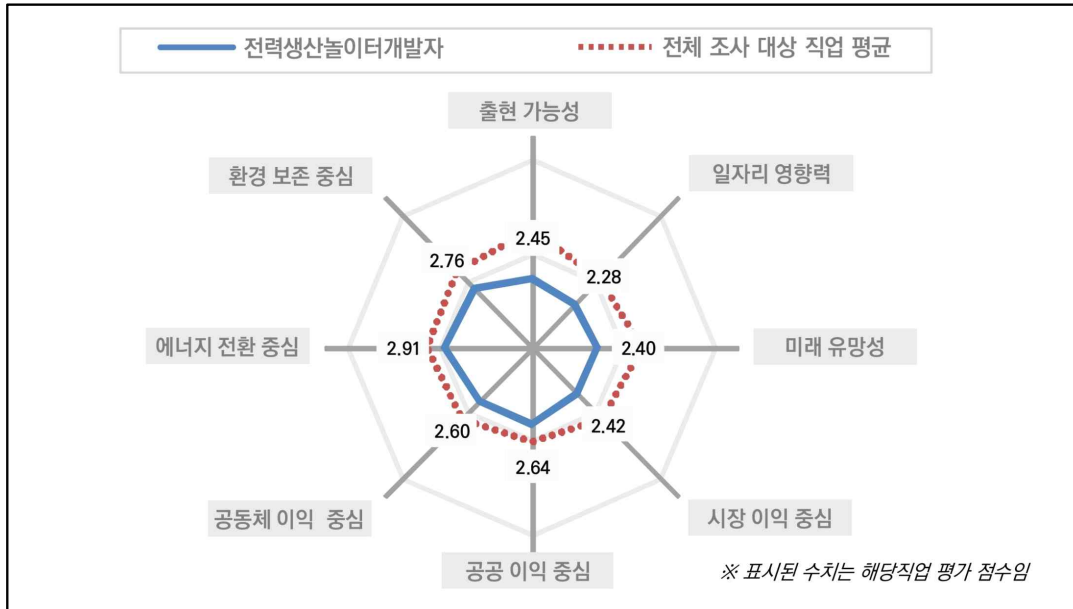 전력생산놀이터개발자
전체 조사 대상 직업 평균
출현 가능성
환경 보존 중심
일자리 영향력
2.45
2.76
2.28
에너지 전환 중심
2.91
2.40
미래 유망성
2.60
2.42
2.64
공동체 이익 중심
시장 이익 중심
공공 이익 중심
※ 표시된 수치는 해당직업 평가 점수임